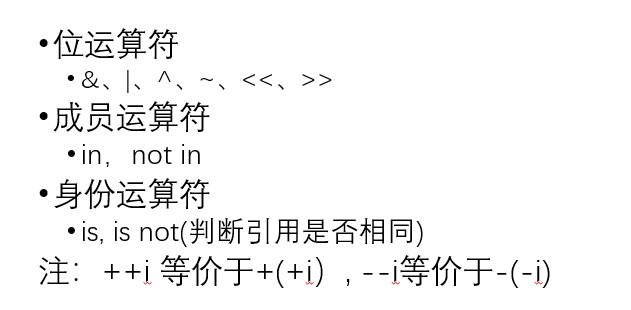 •位运算符
•&、|、^、~、<<、>>
•成员运算符
•in，not in
•身份运算符
•is, is not(判断引用是否相同)
注：++i 等价于+(+i）, --i等价于-(-i)